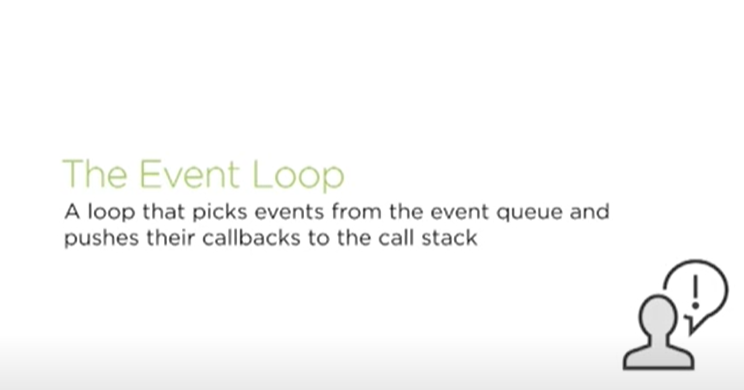 The Event Loop
A loop that picks events from the event queue and
pushes their callbacks to the call stack
!